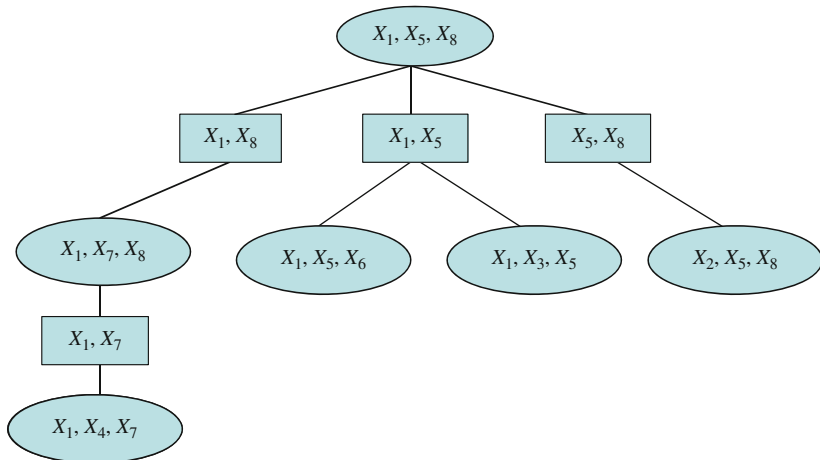 X₁, X₅, X₈
X₁, X₈
X₁, X₅
X₅, X₈
X₁, X₇, X₈
X₁, X₅, X₆
X₁, X₃, X₅
X₂, X₅, X₈
X₁, X₇
X₁, X₄, X₇